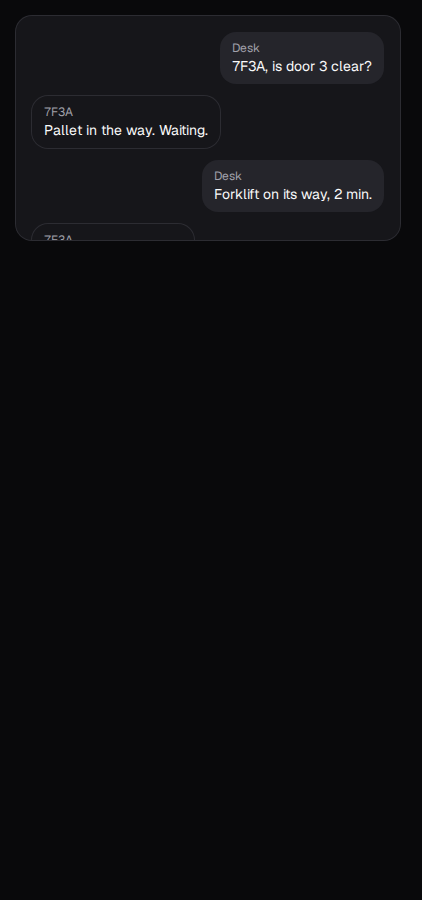 Desk
7F3A, is door 3 clear?
7F3A
Pallet in the way. Waiting.
Desk
Forklift on its way, 2 min.
7F3A